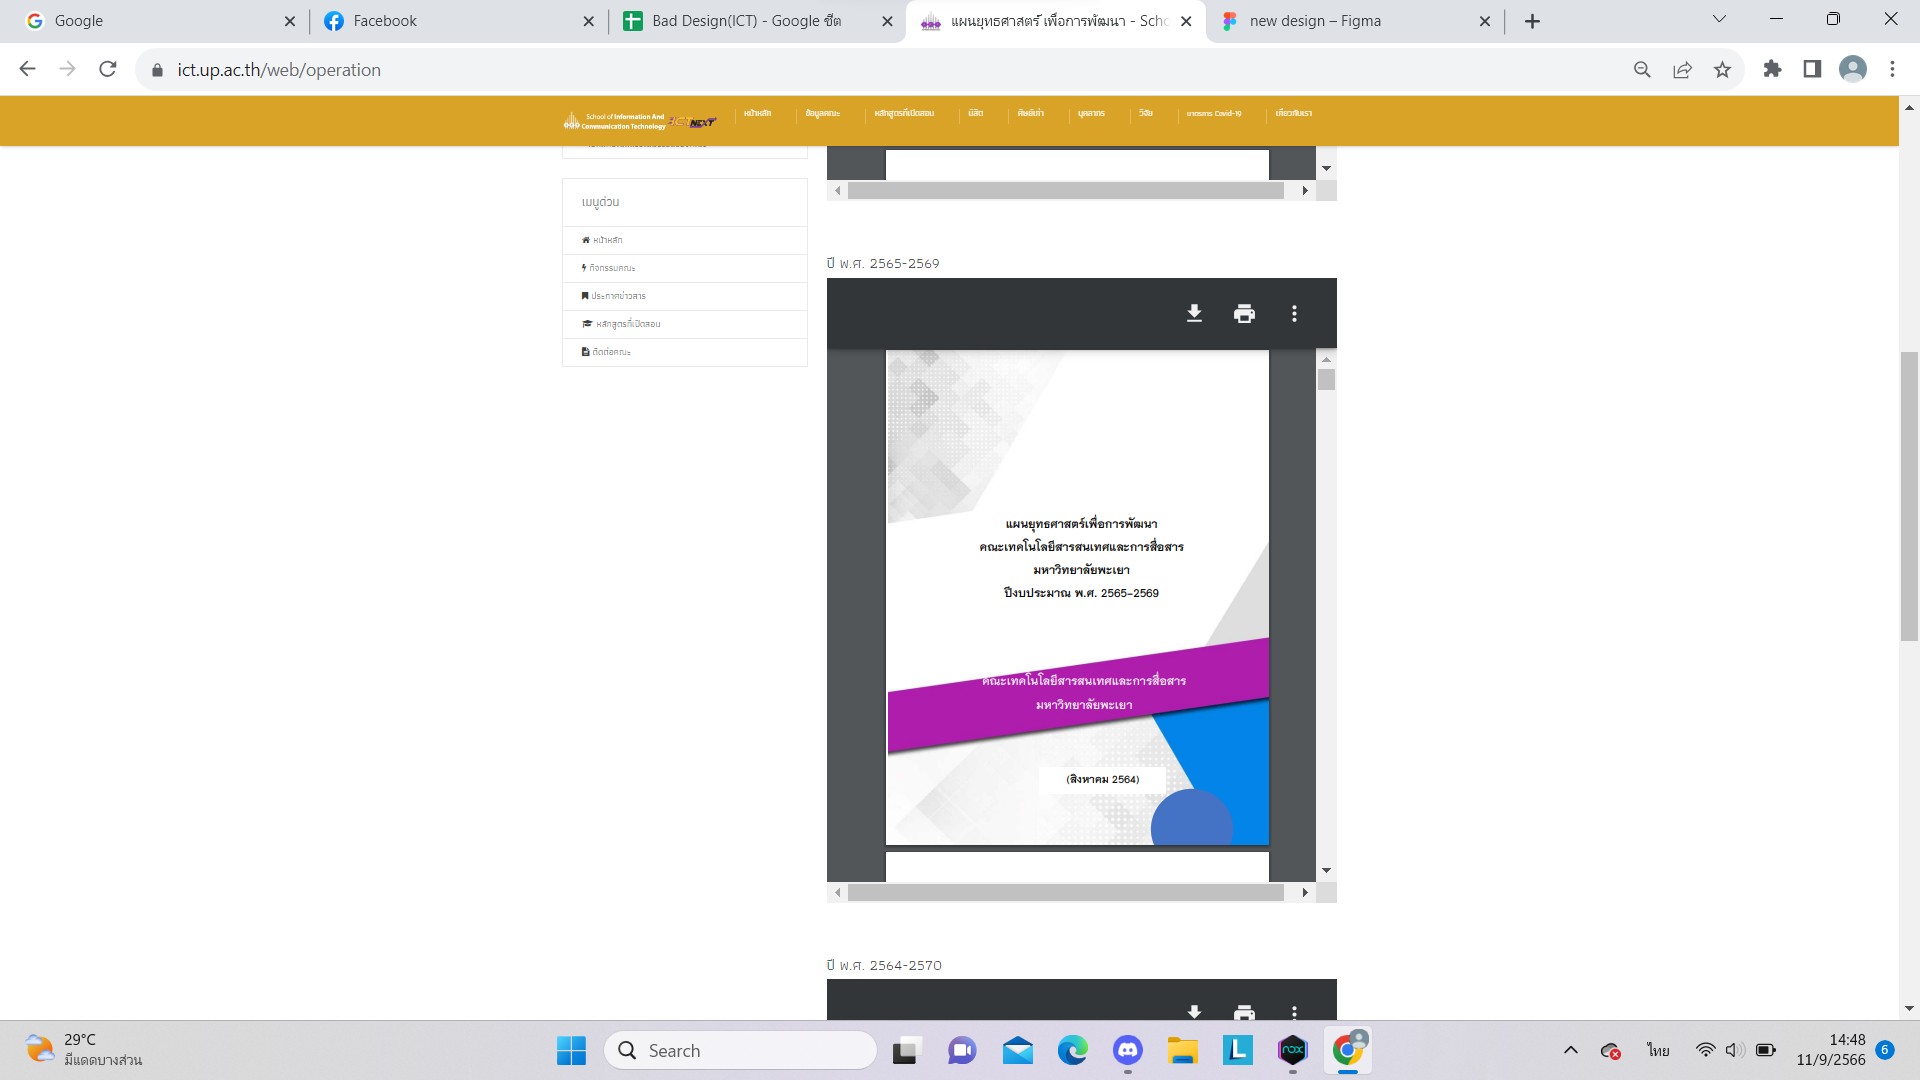 Google
Facebook
Bad Design(ICT) - Google ชีต
แผนยุทธศาสตร์ เพื่อการพัฒนา - Scho
new design – Figma
ict.up.ac.th/web/operation
School of Information And
Communication Technology
ICT NEXT
หน้าหลัก
ข้อมูลคณะ
หลักสูตรที่เปิดสอน
นิสิต
ศิษย์เก่า
บุคลากร
วิจัย
มาตรการ Covid-19
เกี่ยวกับเรา
เมนูด่วน
หน้าหลัก
กิจกรรมคณะ
ประกาศข่าวสาร
หลักสูตรที่เปิดสอน
ติดต่อคณะ
ปี พ.ศ. 2565-2569
แผนยุทธศาสตร์เพื่อการพัฒนา
คณะเทคโนโลยีสารสนเทศและการสื่อสาร
มหาวิทยาลัยพะเยา
ปีงบประมาณ พ.ศ. 2565-2569
คณะเทคโนโลยีสารสนเทศและการสื่อสาร
มหาวิทยาลัยพะเยา
(สิงหาคม 2564)
ปี พ.ศ. 2564-2570
29°C
มีแดดบางส่วน
Search
L
nox
ไทย
14:48
11/9/2566
6